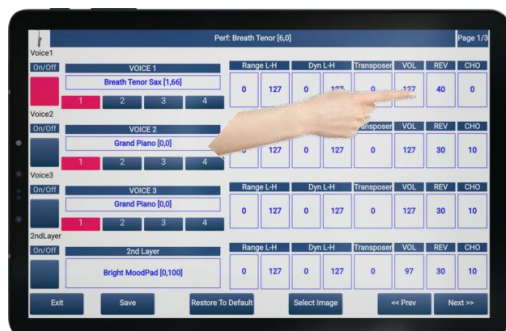 Perf: Breath Tenor [6,0] Page 1/3
Voice1
On/Off VOICE 1 Range L-H Dyn L-H Transposer VOL REV CHO
Breath Tenor Sax [1,66] 0 127 0 127 0 127 40 0
1 2 3 4
Voice2
On/Off VOICE 2 Range L-H Dyn L-H Transposer VOL REV CHO
Grand Piano [0,0] 0 127 0 127 0 127 30 10
1 2 3 4
Voice3
On/Off VOICE 3 Range L-H Dyn L-H Transposer VOL REV CHO
Grand Piano [0,0] 0 127 0 127 0 127 30 10
1 2 3 4
2ndLayer
On/Off 2nd Layer Range L-H Dyn L-H Transposer VOL REV CHO
Bright MoodPad [0,100] 0 127 0 127 0 97 30 10
Exit Save Restore To Default Select Image << Prev Next >>